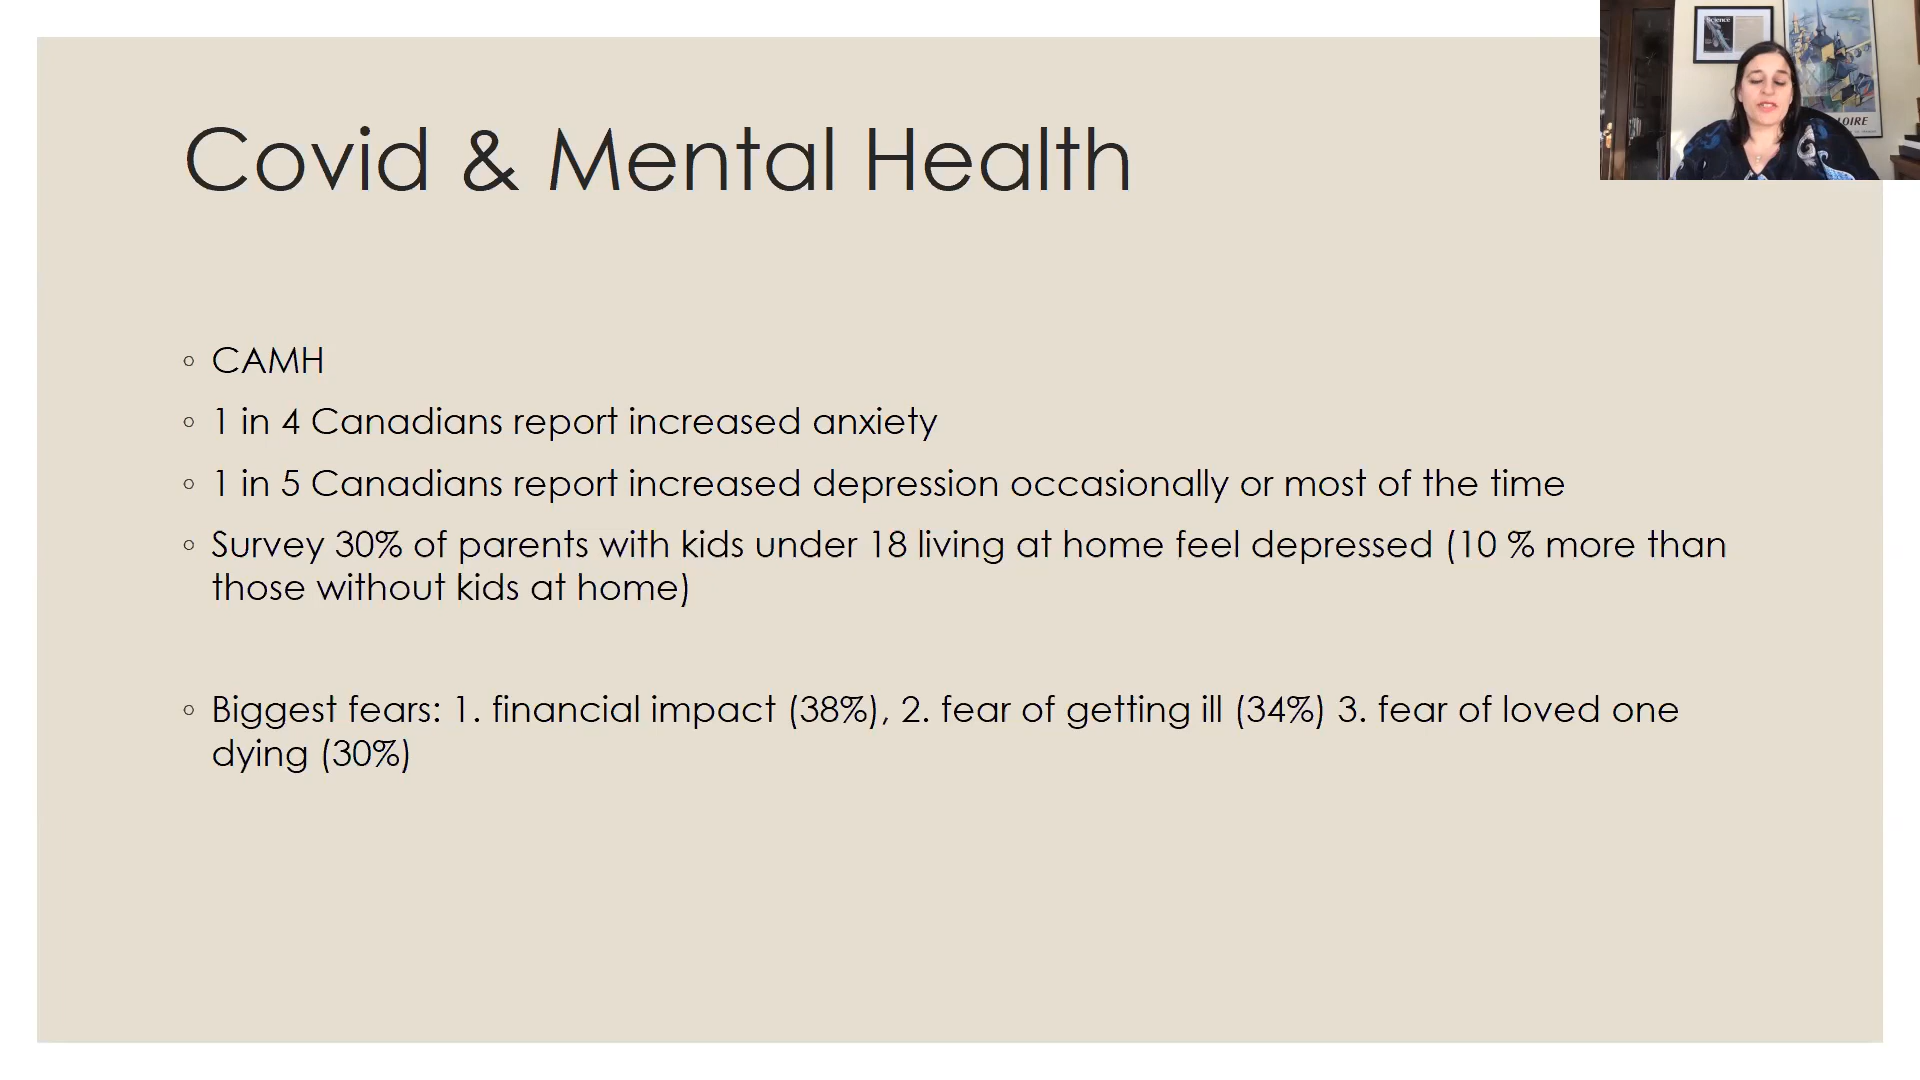 Covid & Mental Health
CAMH
1 in 4 Canadians report increased anxiety
1 in 5 Canadians report increased depression occasionally or most of the time
Survey 30% of parents with kids under 18 living at home feel depressed (10 % more than
those without kids at home)
Biggest fears: 1. financial impact (38%), 2. fear of getting ill (34%) 3. fear of loved one
dying (30%)
Science
LOIRE